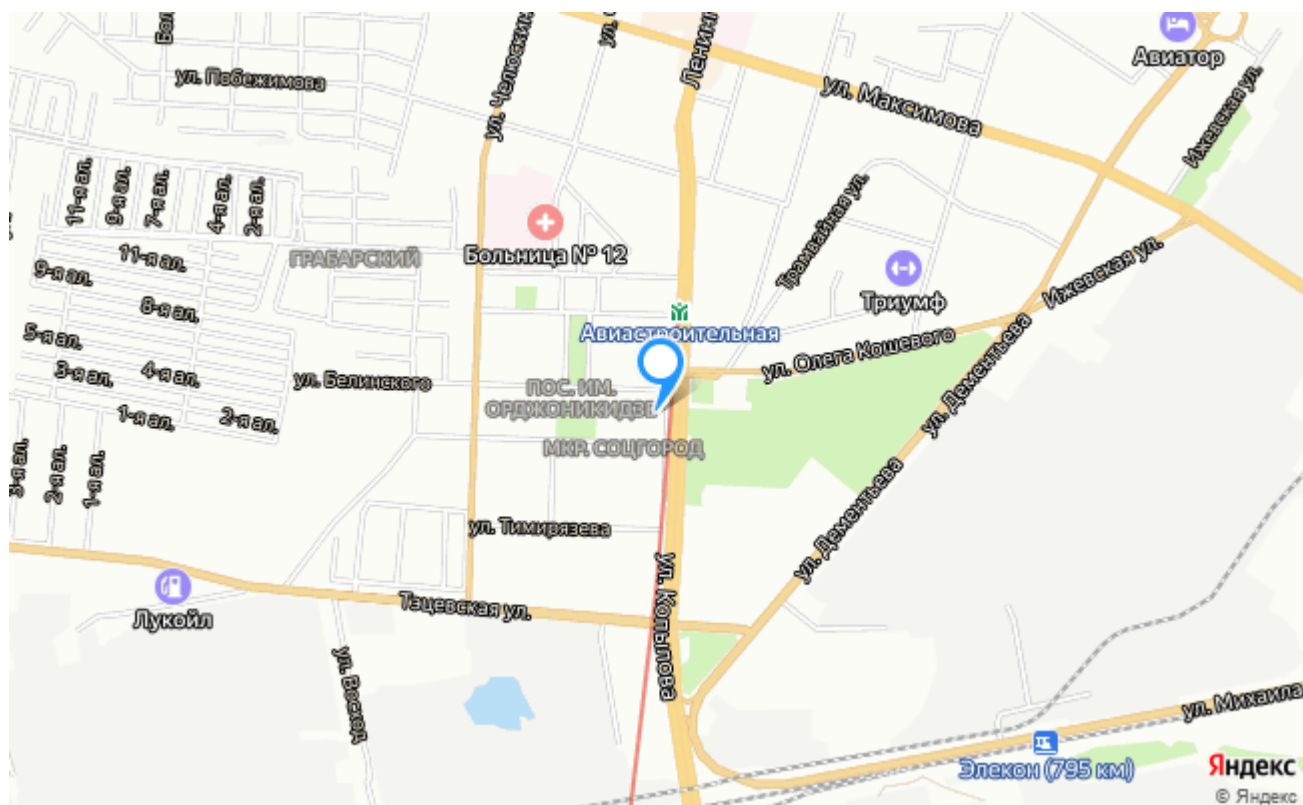 Бол
ул. С
Ленинг
Авиатор
ул. Побежимова
ул. Челюскин
ул. Максимова
Ижевская ул.
11-я ал.
9-я ал.
7-я ал.
4-я ал.
2-я ал.
Трамвайная ул.
Больница № 12
ГРАБАРСКИЙ
11-я ал.
9-я ал.
8-я ал.
Триумф
Ижевская ул.
Авиастроительная
5-я ал.
3-я ал.
4-я ал.
ул. Белинского
ул. Олега Кошевого
ПОС. ИМ.
ОРДЖОНИКИДЗЕ
1-я ал.
2-я ал.
ул. Дементьева
МКР. СОЦГОРОД
3-я ал.
2-я ал.
1-я ал.
ул. Тимирязева
ул. Дементьева
Лукойл
Тэцевская ул.
ул. Копылова
ул. Восход
ул. Михаила
Элекон (795 км)
Яндекс
© Яндекс